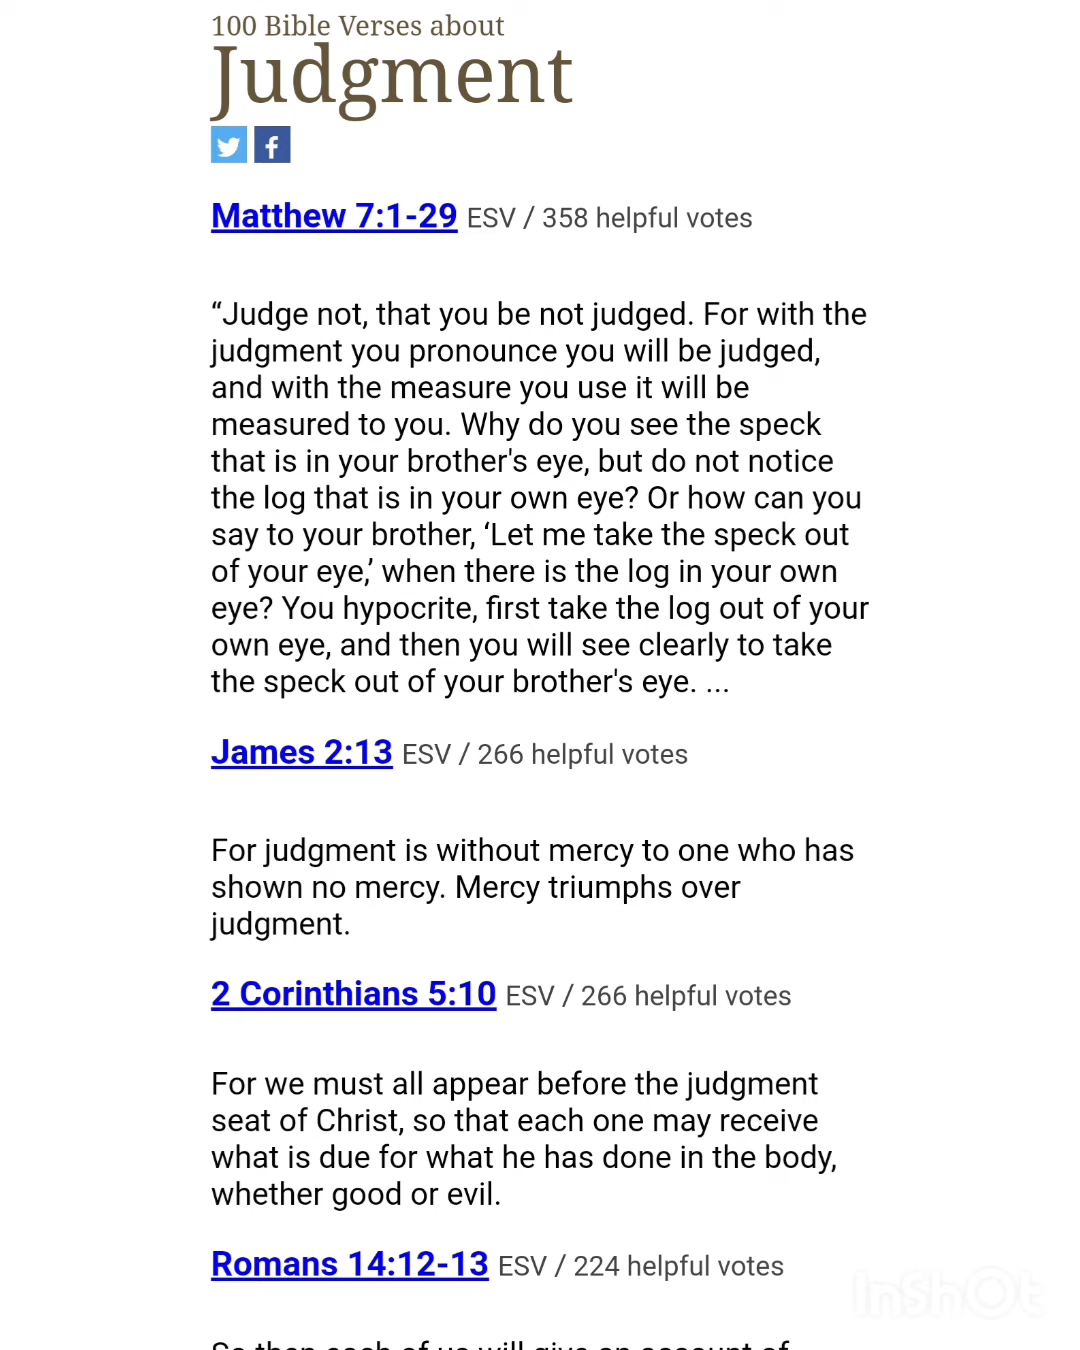 100 Bible Verses about
Judgment
Matthew 7:1-29 ESV / 358 helpful votes
“Judge not, that you be not judged. For with the
judgment you pronounce you will be judged,
and with the measure you use it will be
measured to you. Why do you see the speck
that is in your brother's eye, but do not notice
the log that is in your own eye? Or how can you
say to your brother, ‘Let me take the speck out
of your eye,’ when there is the log in your own
eye? You hypocrite, first take the log out of your
own eye, and then you will see clearly to take
the speck out of your brother's eye. ...
James 2:13 ESV / 266 helpful votes
For judgment is without mercy to one who has
shown no mercy. Mercy triumphs over
judgment.
2 Corinthians 5:10 ESV / 266 helpful votes
For we must all appear before the judgment
seat of Christ, so that each one may receive
what is due for what he has done in the body,
whether good or evil.
Romans 14:12-13 ESV / 224 helpful votes
InShOt
So then each of us will give an account of